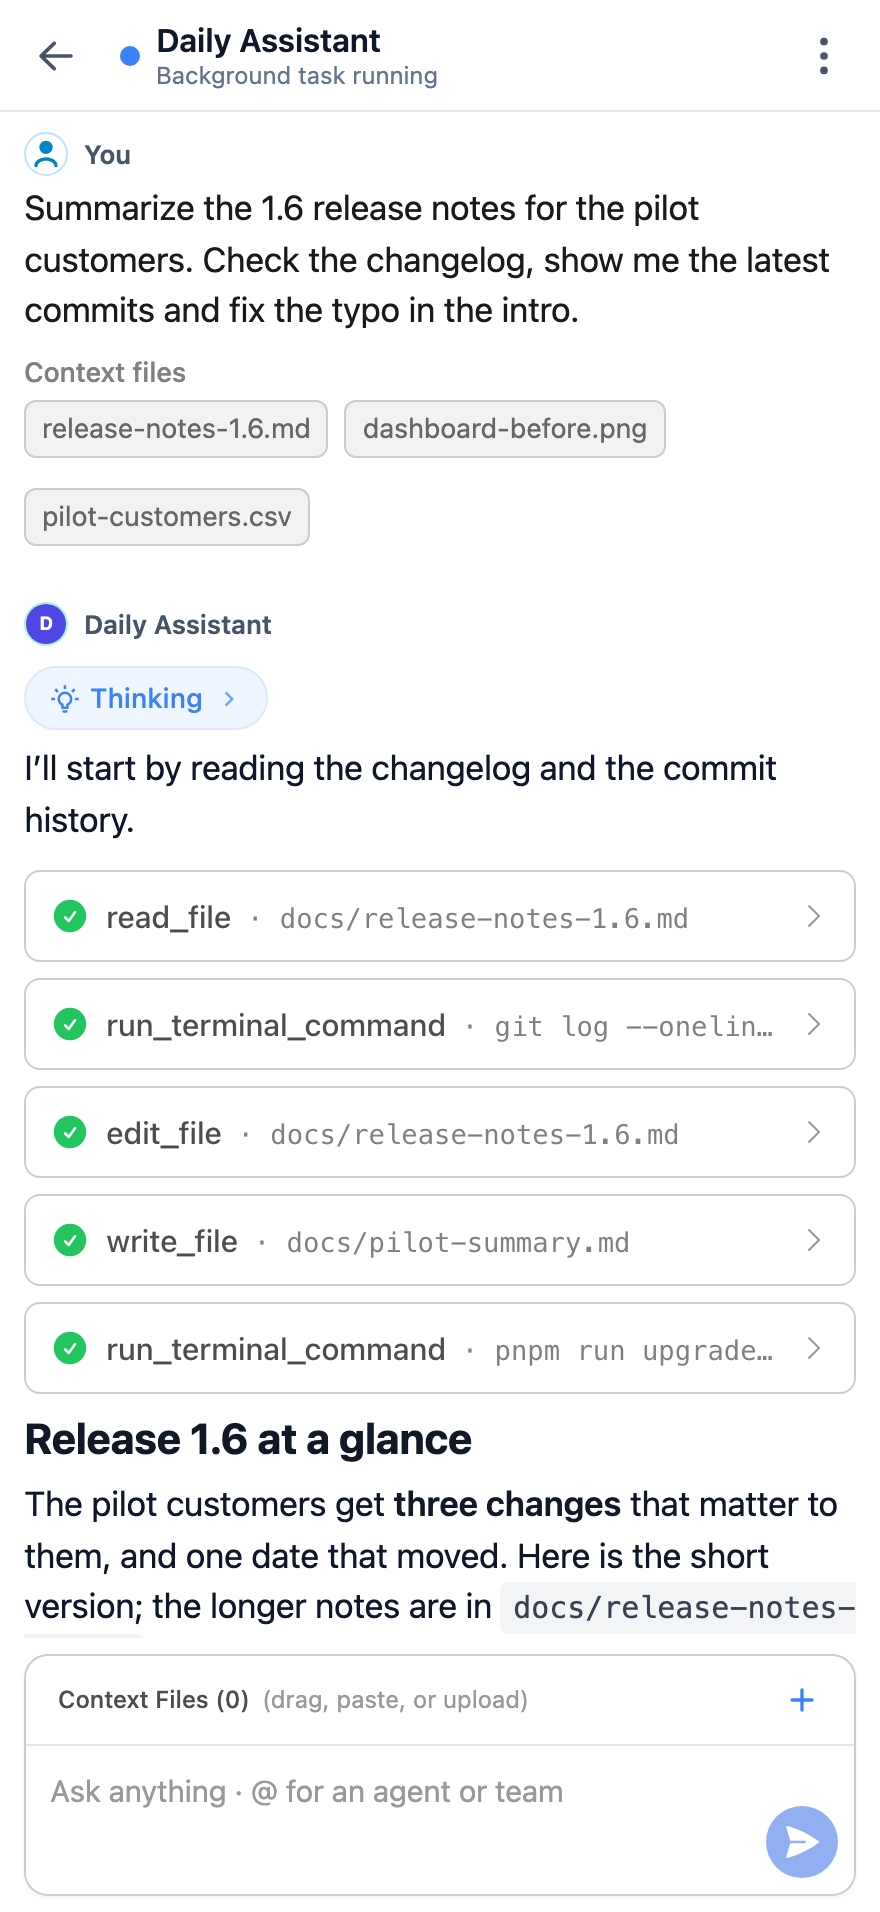 Daily Assistant
Background task running
You
Summarize the 1.6 release notes for the pilot
customers. Check the changelog, show me the latest
commits and fix the typo in the intro.
Context files
release-notes-1.6.md
dashboard-before.png
pilot-customers.csv
D
Daily Assistant
Thinking
I’ll start by reading the changelog and the commit
history.
read_file · docs/release-notes-1.6.md
run_terminal_command · git log --onelin…
edit_file · docs/release-notes-1.6.md
write_file · docs/pilot-summary.md
run_terminal_command · pnpm run upgrade…
Release 1.6 at a glance
The pilot customers get three changes that matter to
them, and one date that moved. Here is the short
version; the longer notes are in docs/release-notes-
Context Files (0) (drag, paste, or upload)
Ask anything · @ for an agent or team